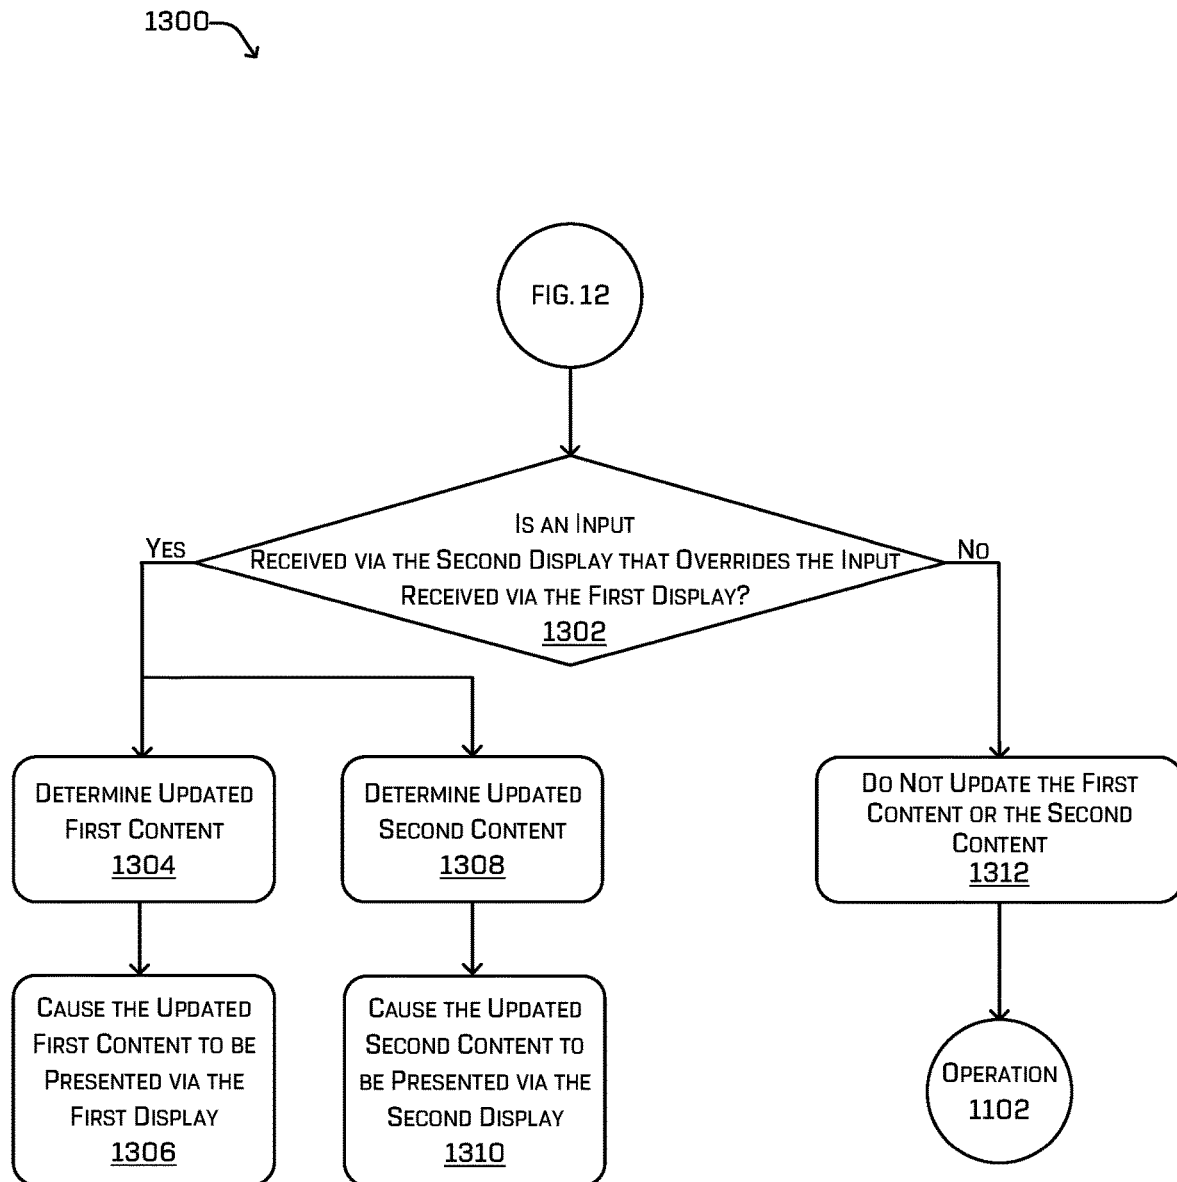 1300
FIG. 12
IS AN INPUT
RECEIVED VIA THE SECOND DISPLAY THAT OVERRIDES THE INPUT
RECEIVED VIA THE FIRST DISPLAY?
1302
YES
NO
DETERMINE UPDATED
FIRST CONTENT
1304
DETERMINE UPDATED
SECOND CONTENT
1308
DO NOT UPDATE THE FIRST
CONTENT OR THE SECOND
CONTENT
1312
CAUSE THE UPDATED
FIRST CONTENT TO BE
PRESENTED VIA THE
FIRST DISPLAY
1306
CAUSE THE UPDATED
SECOND CONTENT TO
BE PRESENTED VIA THE
SECOND DISPLAY
1310
OPERATION
1102